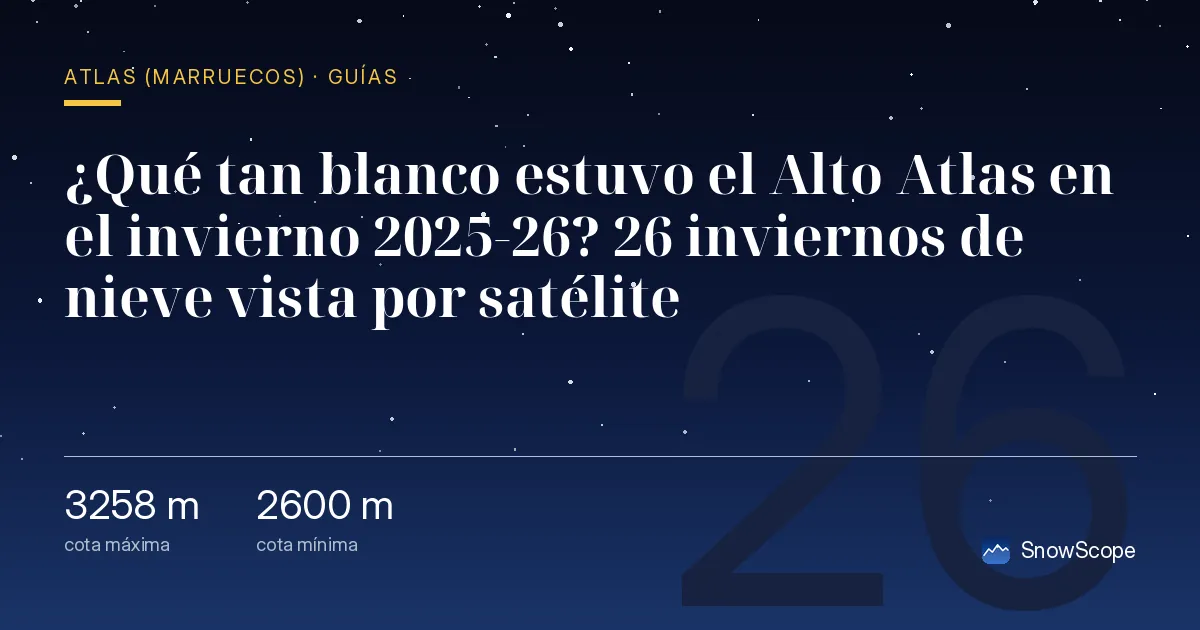 ATLAS (MARRUECOS) · GUÍAS
¿Qué tan blanco estuvo el Alto Atlas en
el invierno 2025-26? 26 inviernos de
nieve vista por satélite
26
3258 m
2600 m
cota máxima
cota mínima
SnowScope